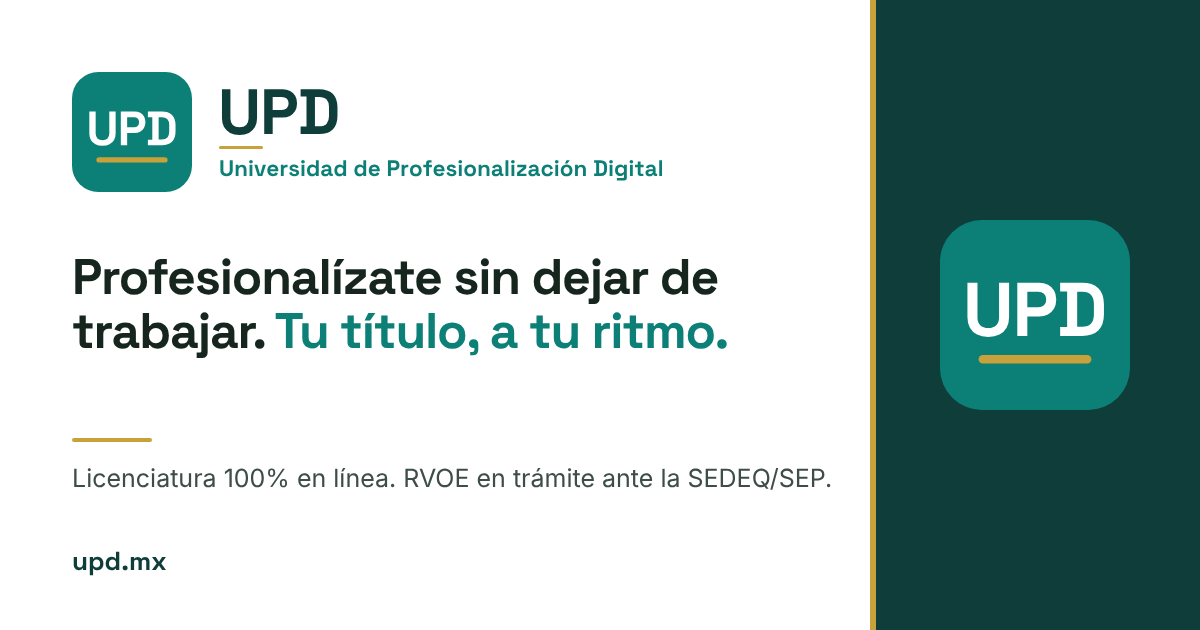 UPD
UPD
Universidad de Profesionalización Digital
Profesionalízate sin dejar de
trabajar. Tu título, a tu ritmo.
Licenciatura 100% en línea. RVOE en trámite ante la SEDEQ/SEP.
upd.mx
UPD